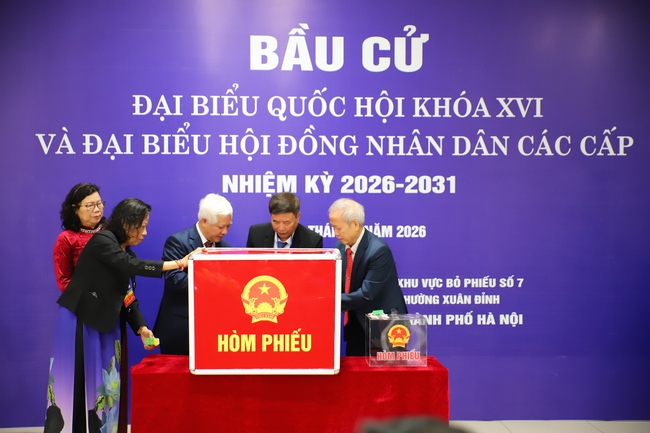 BẦU CỬ
ĐẠI BIỂU QUỐC HỘI KHÓA XVI
VÀ ĐẠI BIỂU HỘI ĐỒNG NHÂN DÂN CÁC CẤP
NHIỆM KỲ 2026-2031
NĂM 2026
KHU VỰC BỎ PHIẾU SỐ 7
XUÂN ĐỈNH
PHỐ HÀ NỘI
HÒM PHIẾU
HÒM PHIẾU